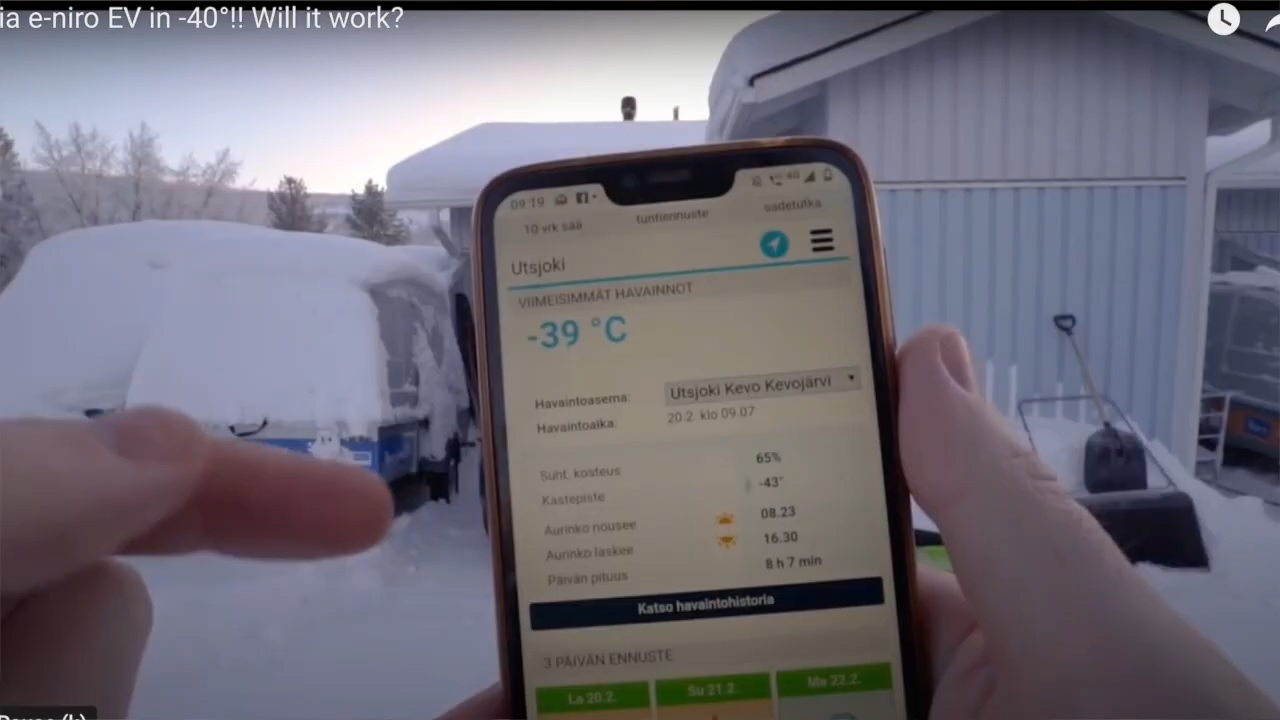 ia e-niro EV in -40°!! Will it work?
09:19
4G
10 vrk sää tuntiennuste sadetutka
Utsjoki
VIIMEISIMMÄT HAVAINNOT
-39 °C
Havaintoasema: Utsjoki Kevo Kevojärvi
Havaintoaika: 20.2. klo 09.07
Suht. kosteus 65%
Kastepiste -43°
Aurinko nousee 08.23
Aurinko laskee 16.30
Päivän pituus 8 h 7 min
Katso havaintohistoria
3 PÄIVÄN ENNUSTE
La 20.2. Su 21.2. Ma 22.2.